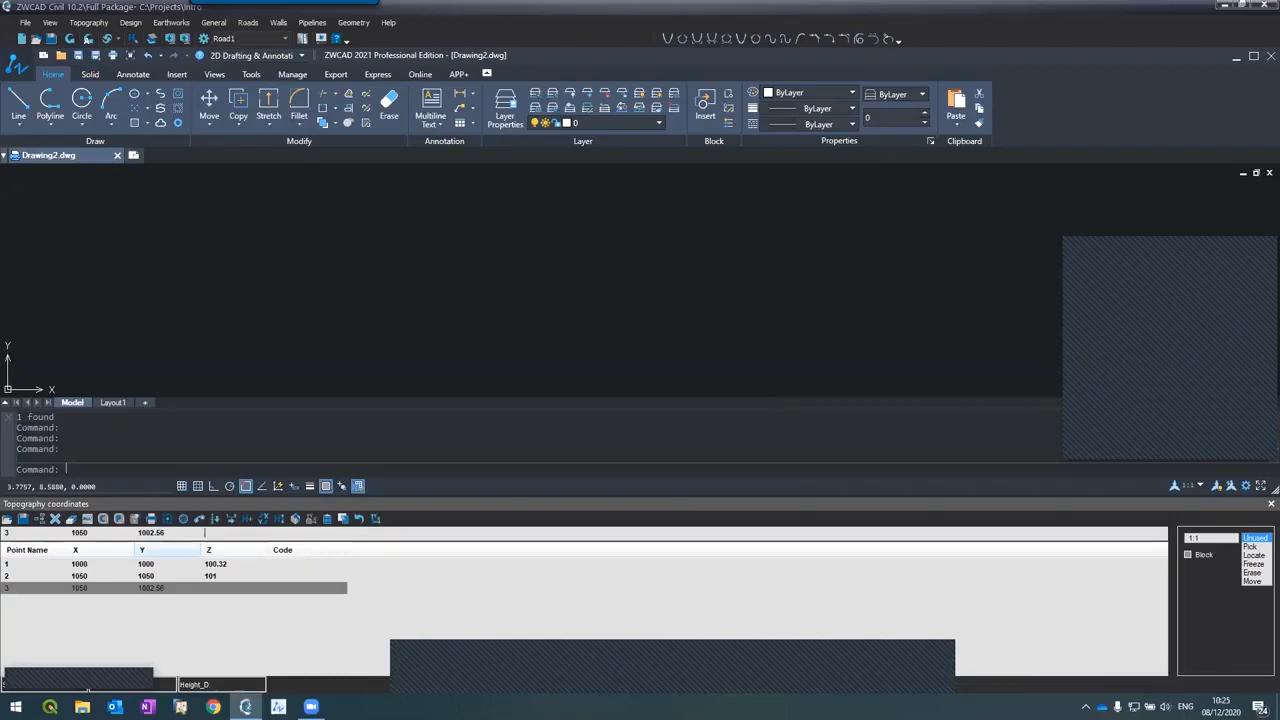 ZWCAD Civil 10.2\Full Package- C:\Projects\Intro
File View Topography Design Earthworks General Roads Walls Pipelines Geometry Help
Road1
2D Drafting & Annotati ZWCAD 2021 Professional Edition - [Drawing2.dwg]
Home Solid Annotate Insert Views Tools Manage Export Express Online APP+
ByLayer ByLayer
ByLayer
Line Polyline Circle Arc Move Copy Stretch Fillet Erase Multiline Text Layer Properties Insert 0 ByLayer 0 Paste
Draw Modify Annotation Layer Block Properties Clipboard
Drawing2.dwg
Y
X
Model Layout1 +
1 found
Command:
Command:
Command:
Command:
3.7757, 8.5880, 0.0000 1:1
Topography coordinates
3 1050 1002.56
Point Name X Y Z Code
1 1000 1000 100.32
2 1050 1050 101
3 1050 1002.56
1:1 Unused
Pick
Block Locate
Freeze
Erase
Move
Height_D
ENG 10:25
08/12/2020 24